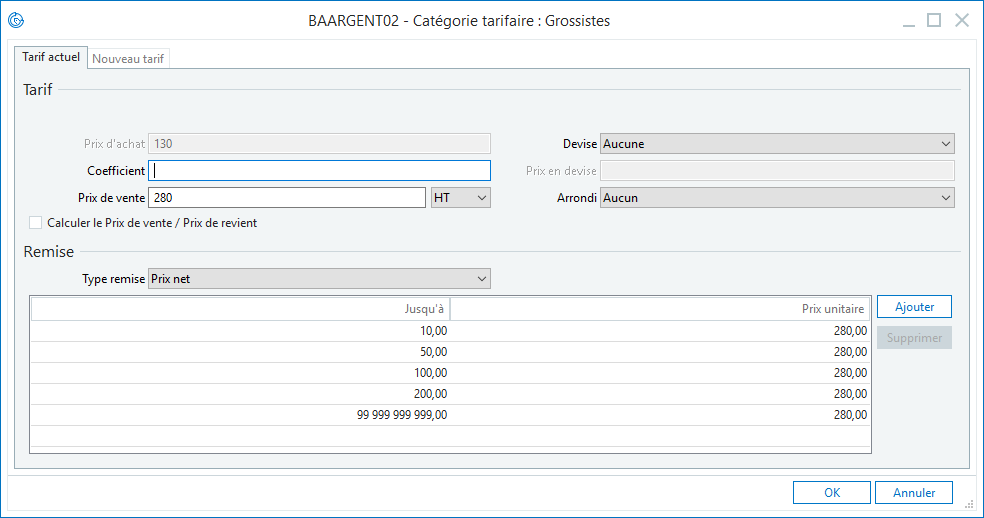 BAARGENT02 - Catégorie tarifaire : Grossistes
Tarif actuel Nouveau tarif
Tarif
Prix d'achat 130 Devise Aucune
Coefficient Prix en devise
Prix de vente 280 HT Arrondi Aucun
Calculer le Prix de vente / Prix de revient
Remise
Type remise Prix net
Jusqu'à Prix unitaire Ajouter
10,00 280,00
Supprimer
50,00 280,00
100,00 280,00
200,00 280,00
99 999 999 999,00 280,00
OK Annuler